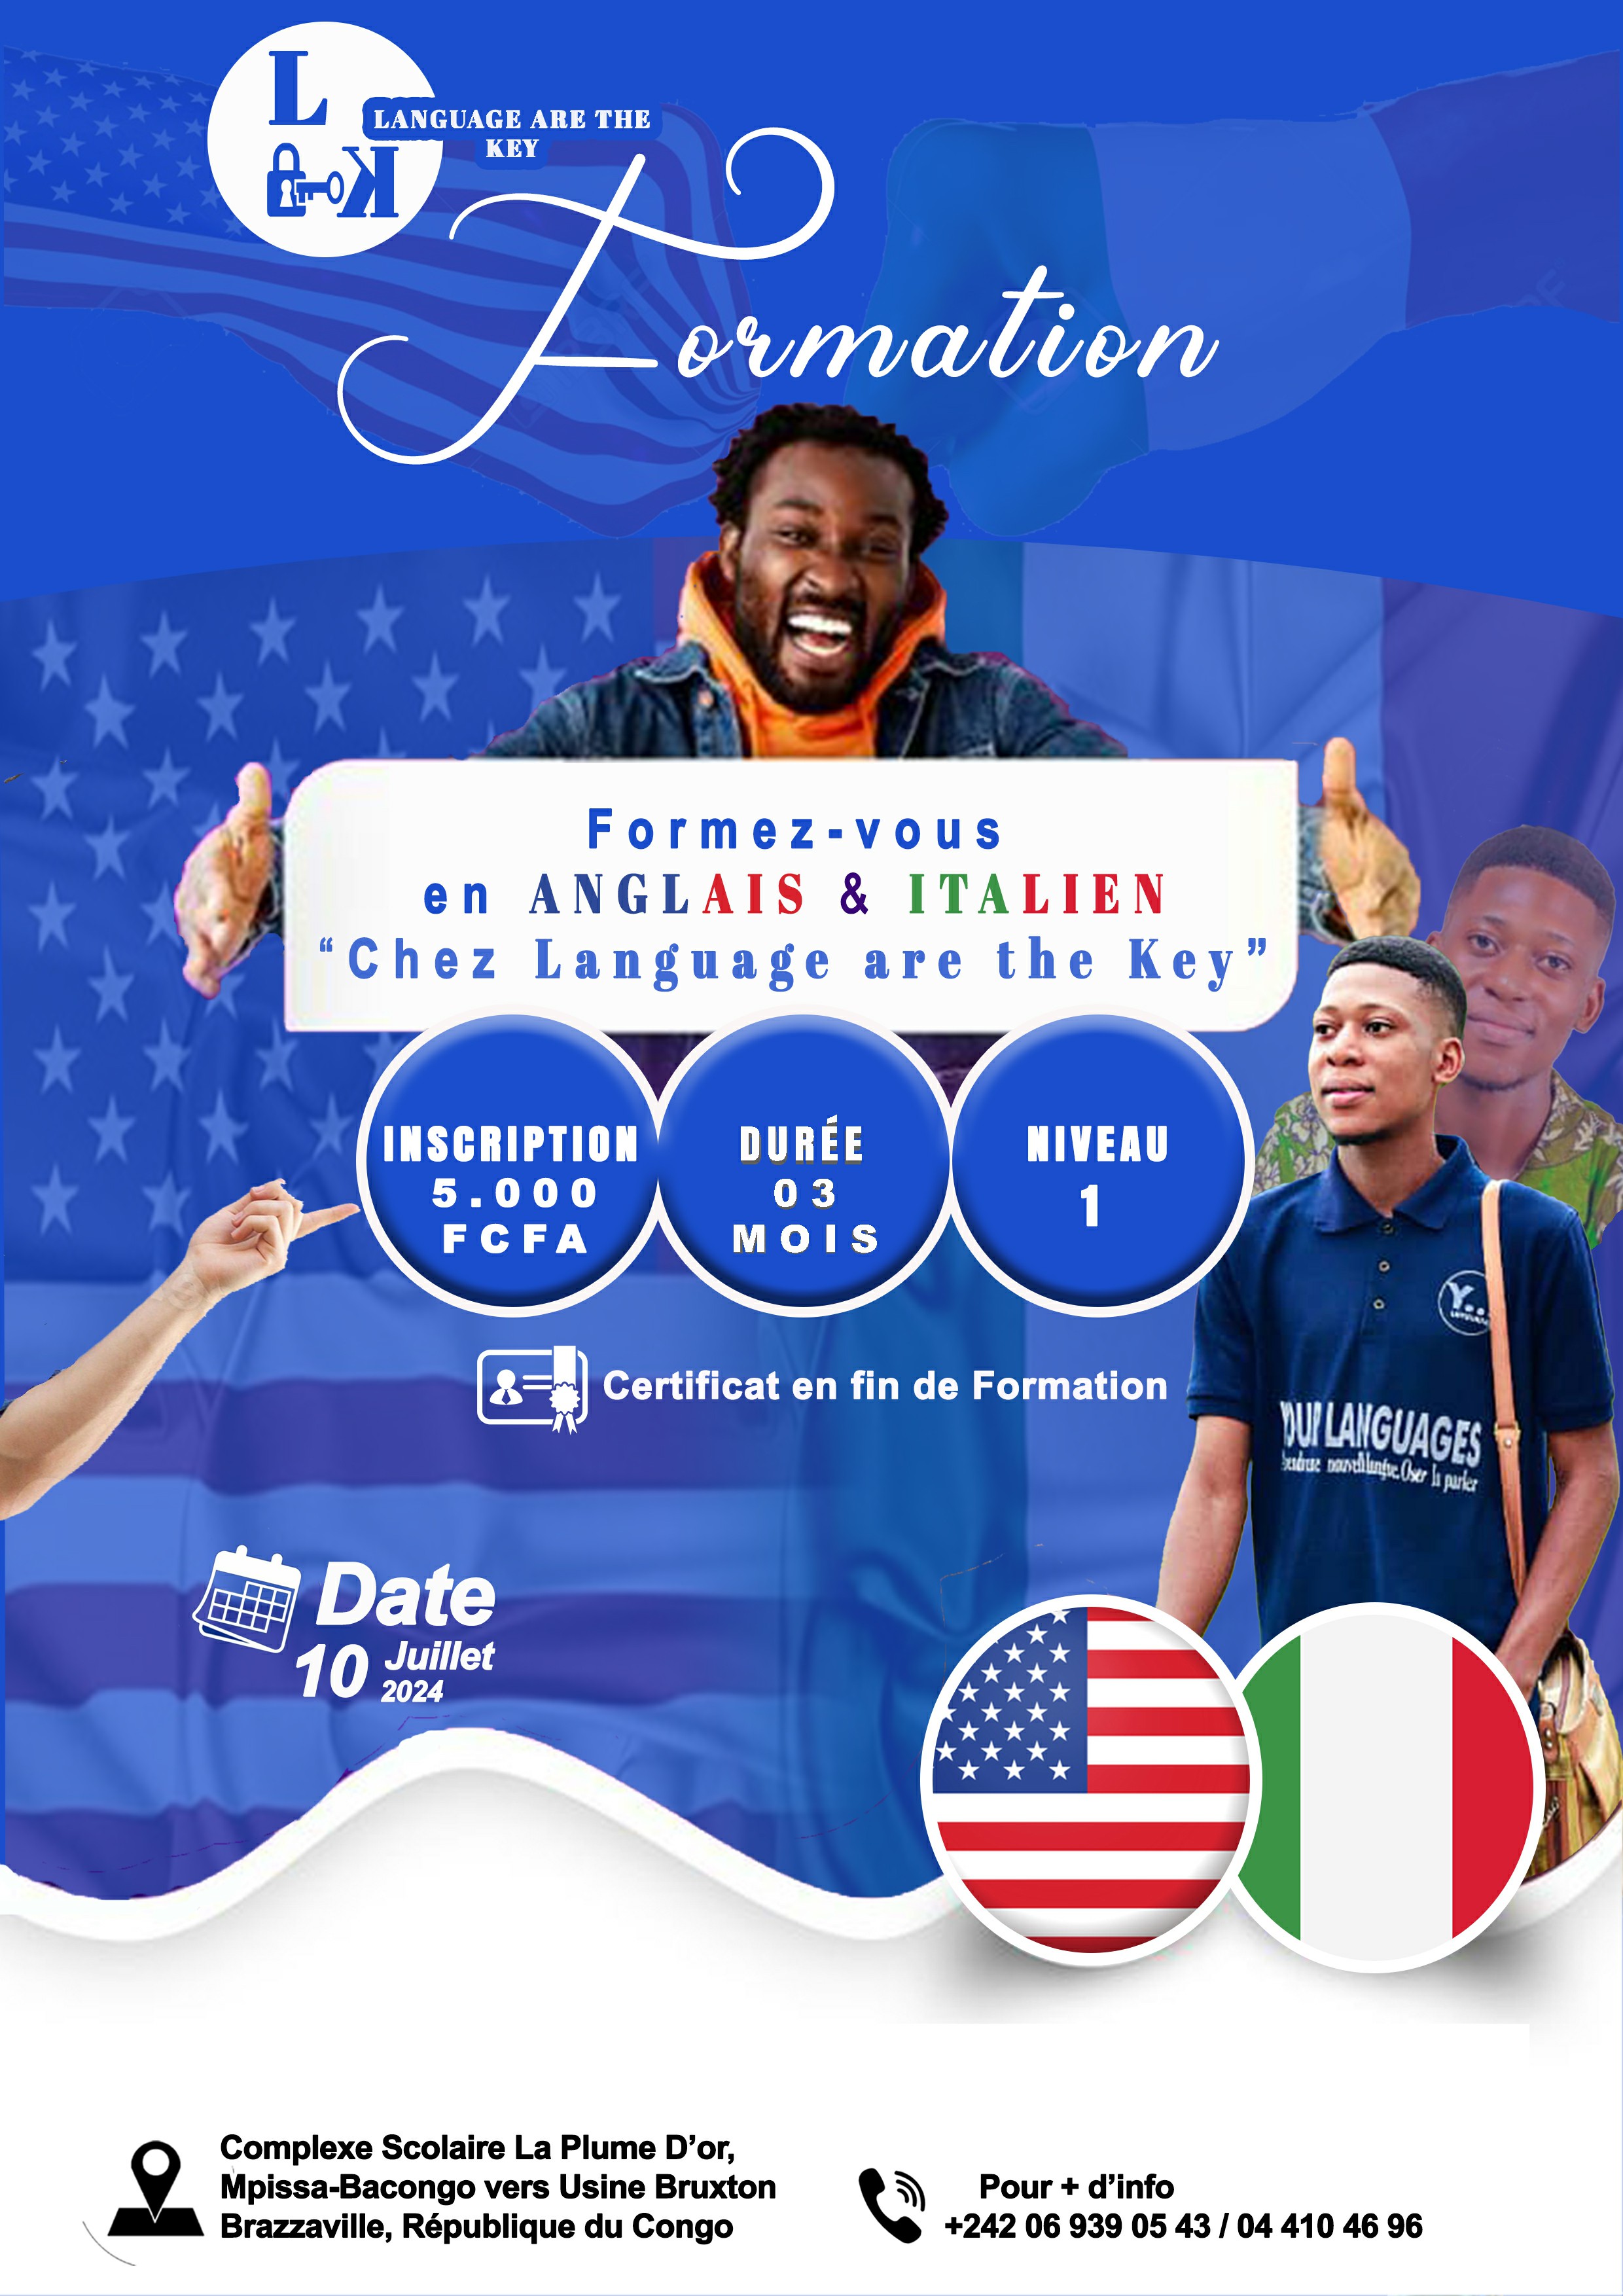 L
K
LANGUAGE ARE THE
KEY
Formation
Formez-vous
en ANGLAIS & ITALIEN
“Chez Language are the Key”
INSCRIPTION
5.000
FCFA
DURÉE
03
MOIS
NIVEAU
1
Certificat en fin de Formation
Y...
LANGUAGES
Oser la parler
Date
10 Juillet
2024
Complexe Scolaire La Plume D’or,
Mpissa-Bacongo vers Usine Bruxton
Brazzaville, République du Congo
Pour + d’info
+242 06 939 05 43 / 04 410 46 96